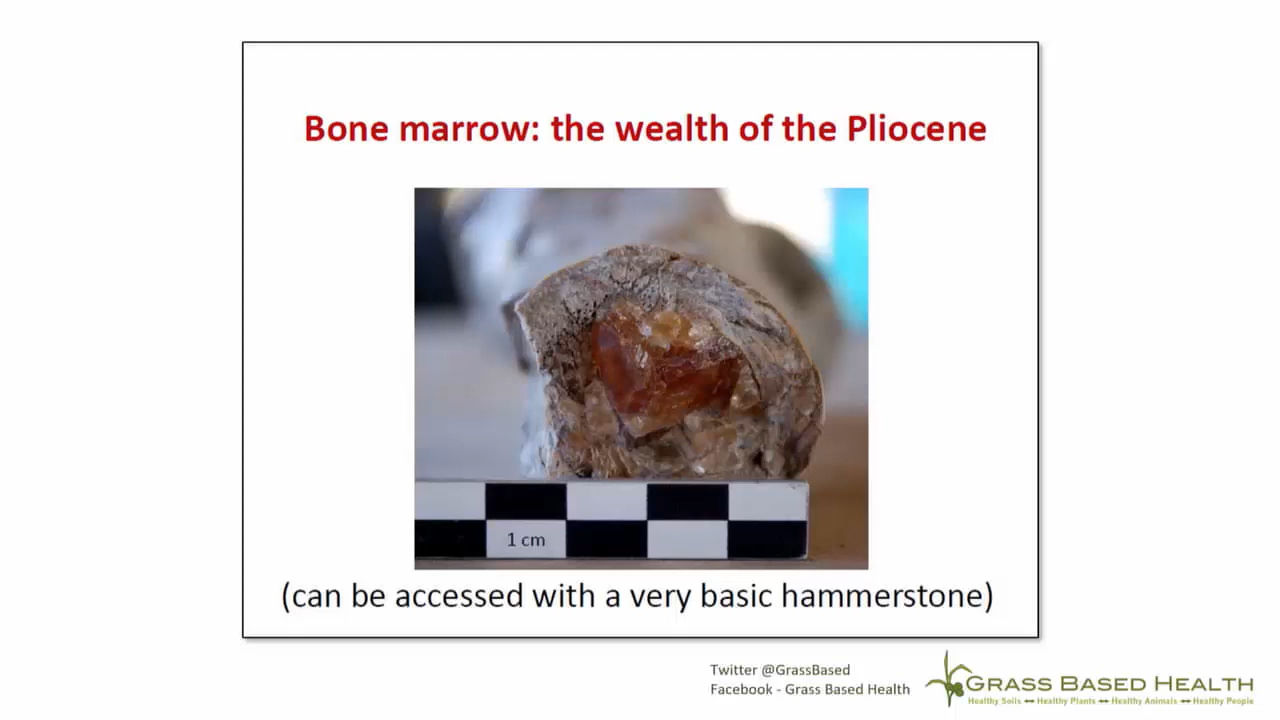 Bone marrow: the wealth of the Pliocene
1 cm
(can be accessed with a very basic hammerstone)
Twitter @GrassBased
Facebook - Grass Based Health
GRASS BASED HEALTH
Healthy Soils ↔ Healthy Plants ↔ Healthy Animals ↔ Healthy People